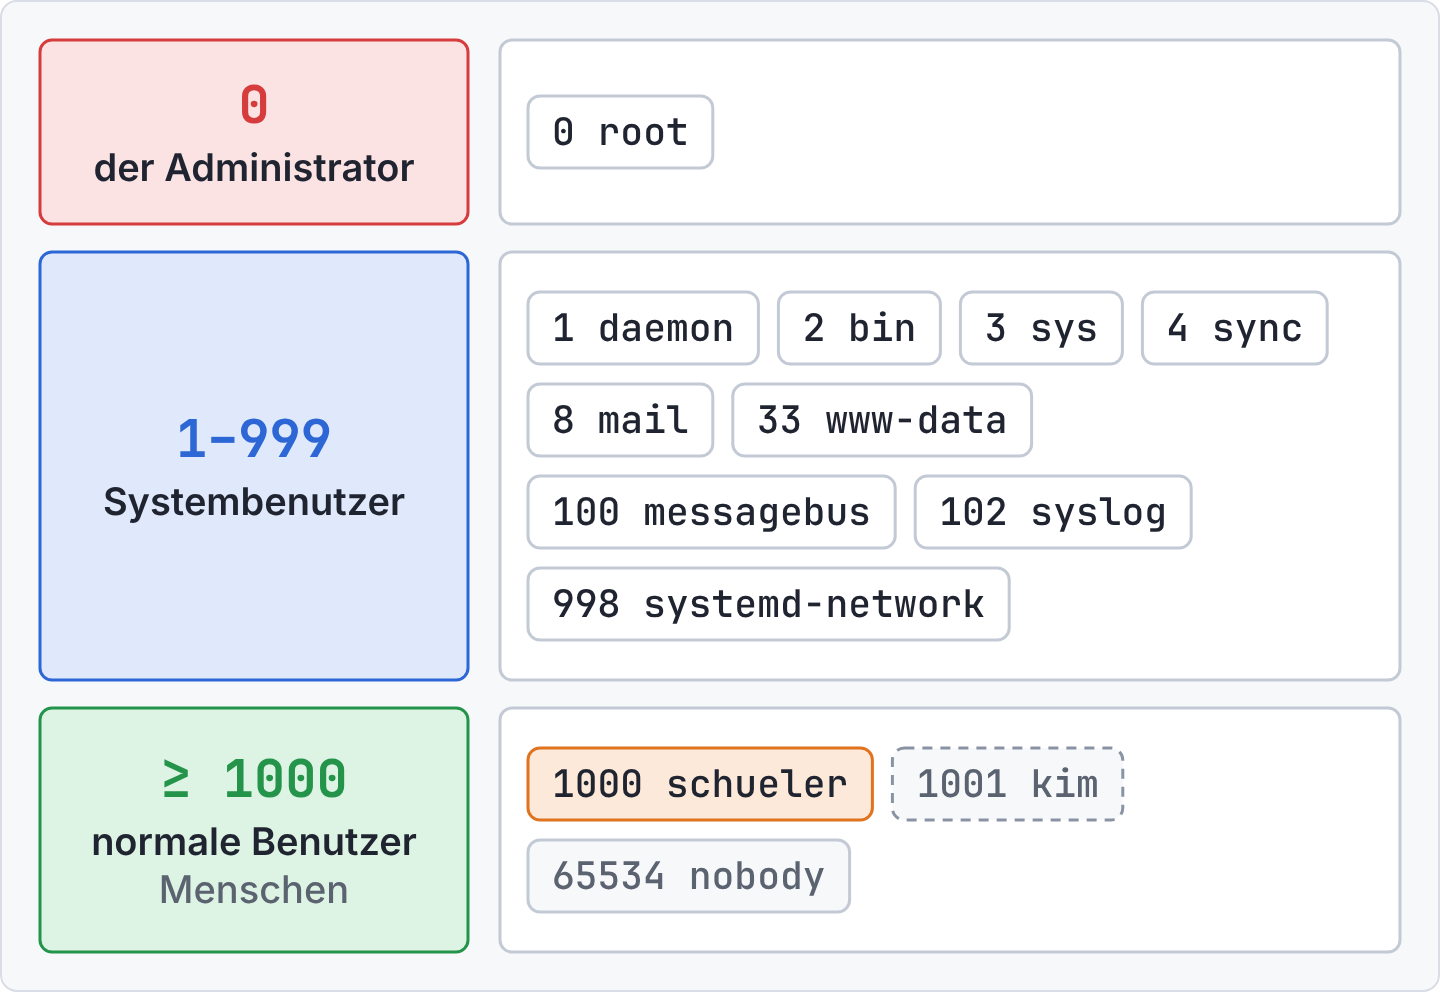 0
der Administrator
0 root
1–999
Systembenutzer
1 daemon
2 bin
3 sys
4 sync
8 mail
33 www-data
100 messagebus
102 syslog
998 systemd-network
≥ 1000
normale Benutzer
Menschen
1000 schueler
1001 kim
65534 nobody